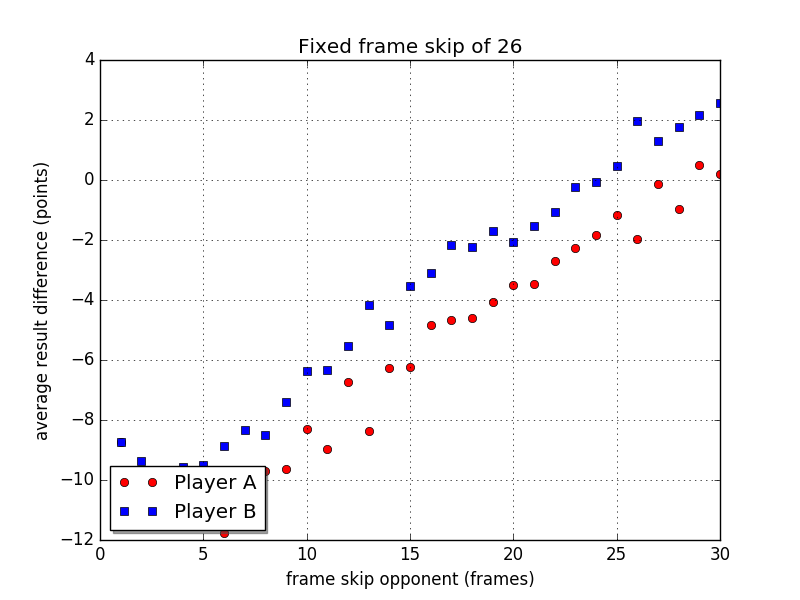 Fixed frame skip of 26
4
2
0
−2
−4
−6
−8
−10
−12
average result difference (points)
Player A
Player B
0 5 10 15 20 25 30
frame skip opponent (frames)